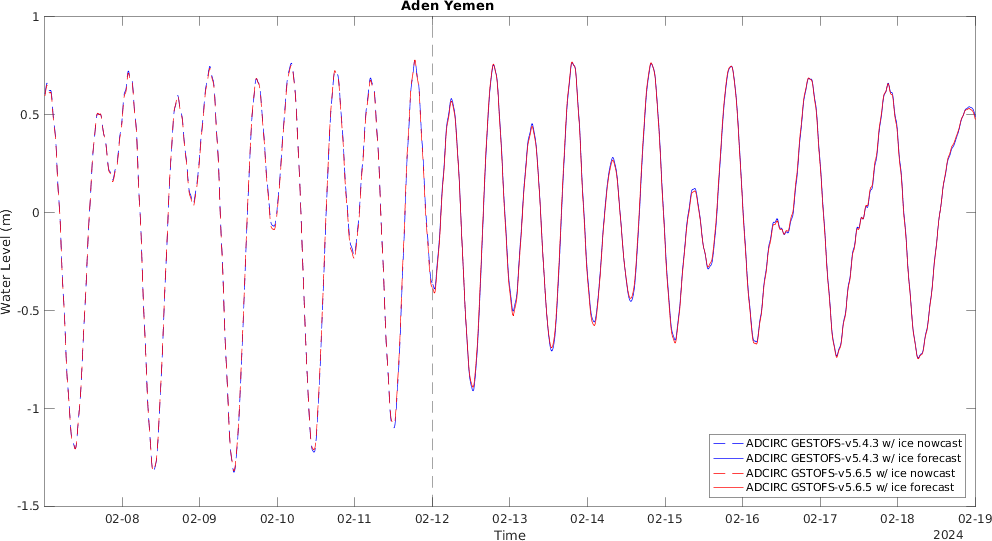 Aden Yemen
Water Level (m)
1
0.5
0
-0.5
-1
-1.5
ADCIRC GESTOFS-v5.4.3 w/ ice nowcast
ADCIRC GESTOFS-v5.4.3 w/ ice forecast
ADCIRC GSTOFS-v5.6.5 w/ ice nowcast
ADCIRC GSTOFS-v5.6.5 w/ ice forecast
02-08 02-09 02-10 02-11 02-12 02-13 02-14 02-15 02-16 02-17 02-18 02-19
Time
2024